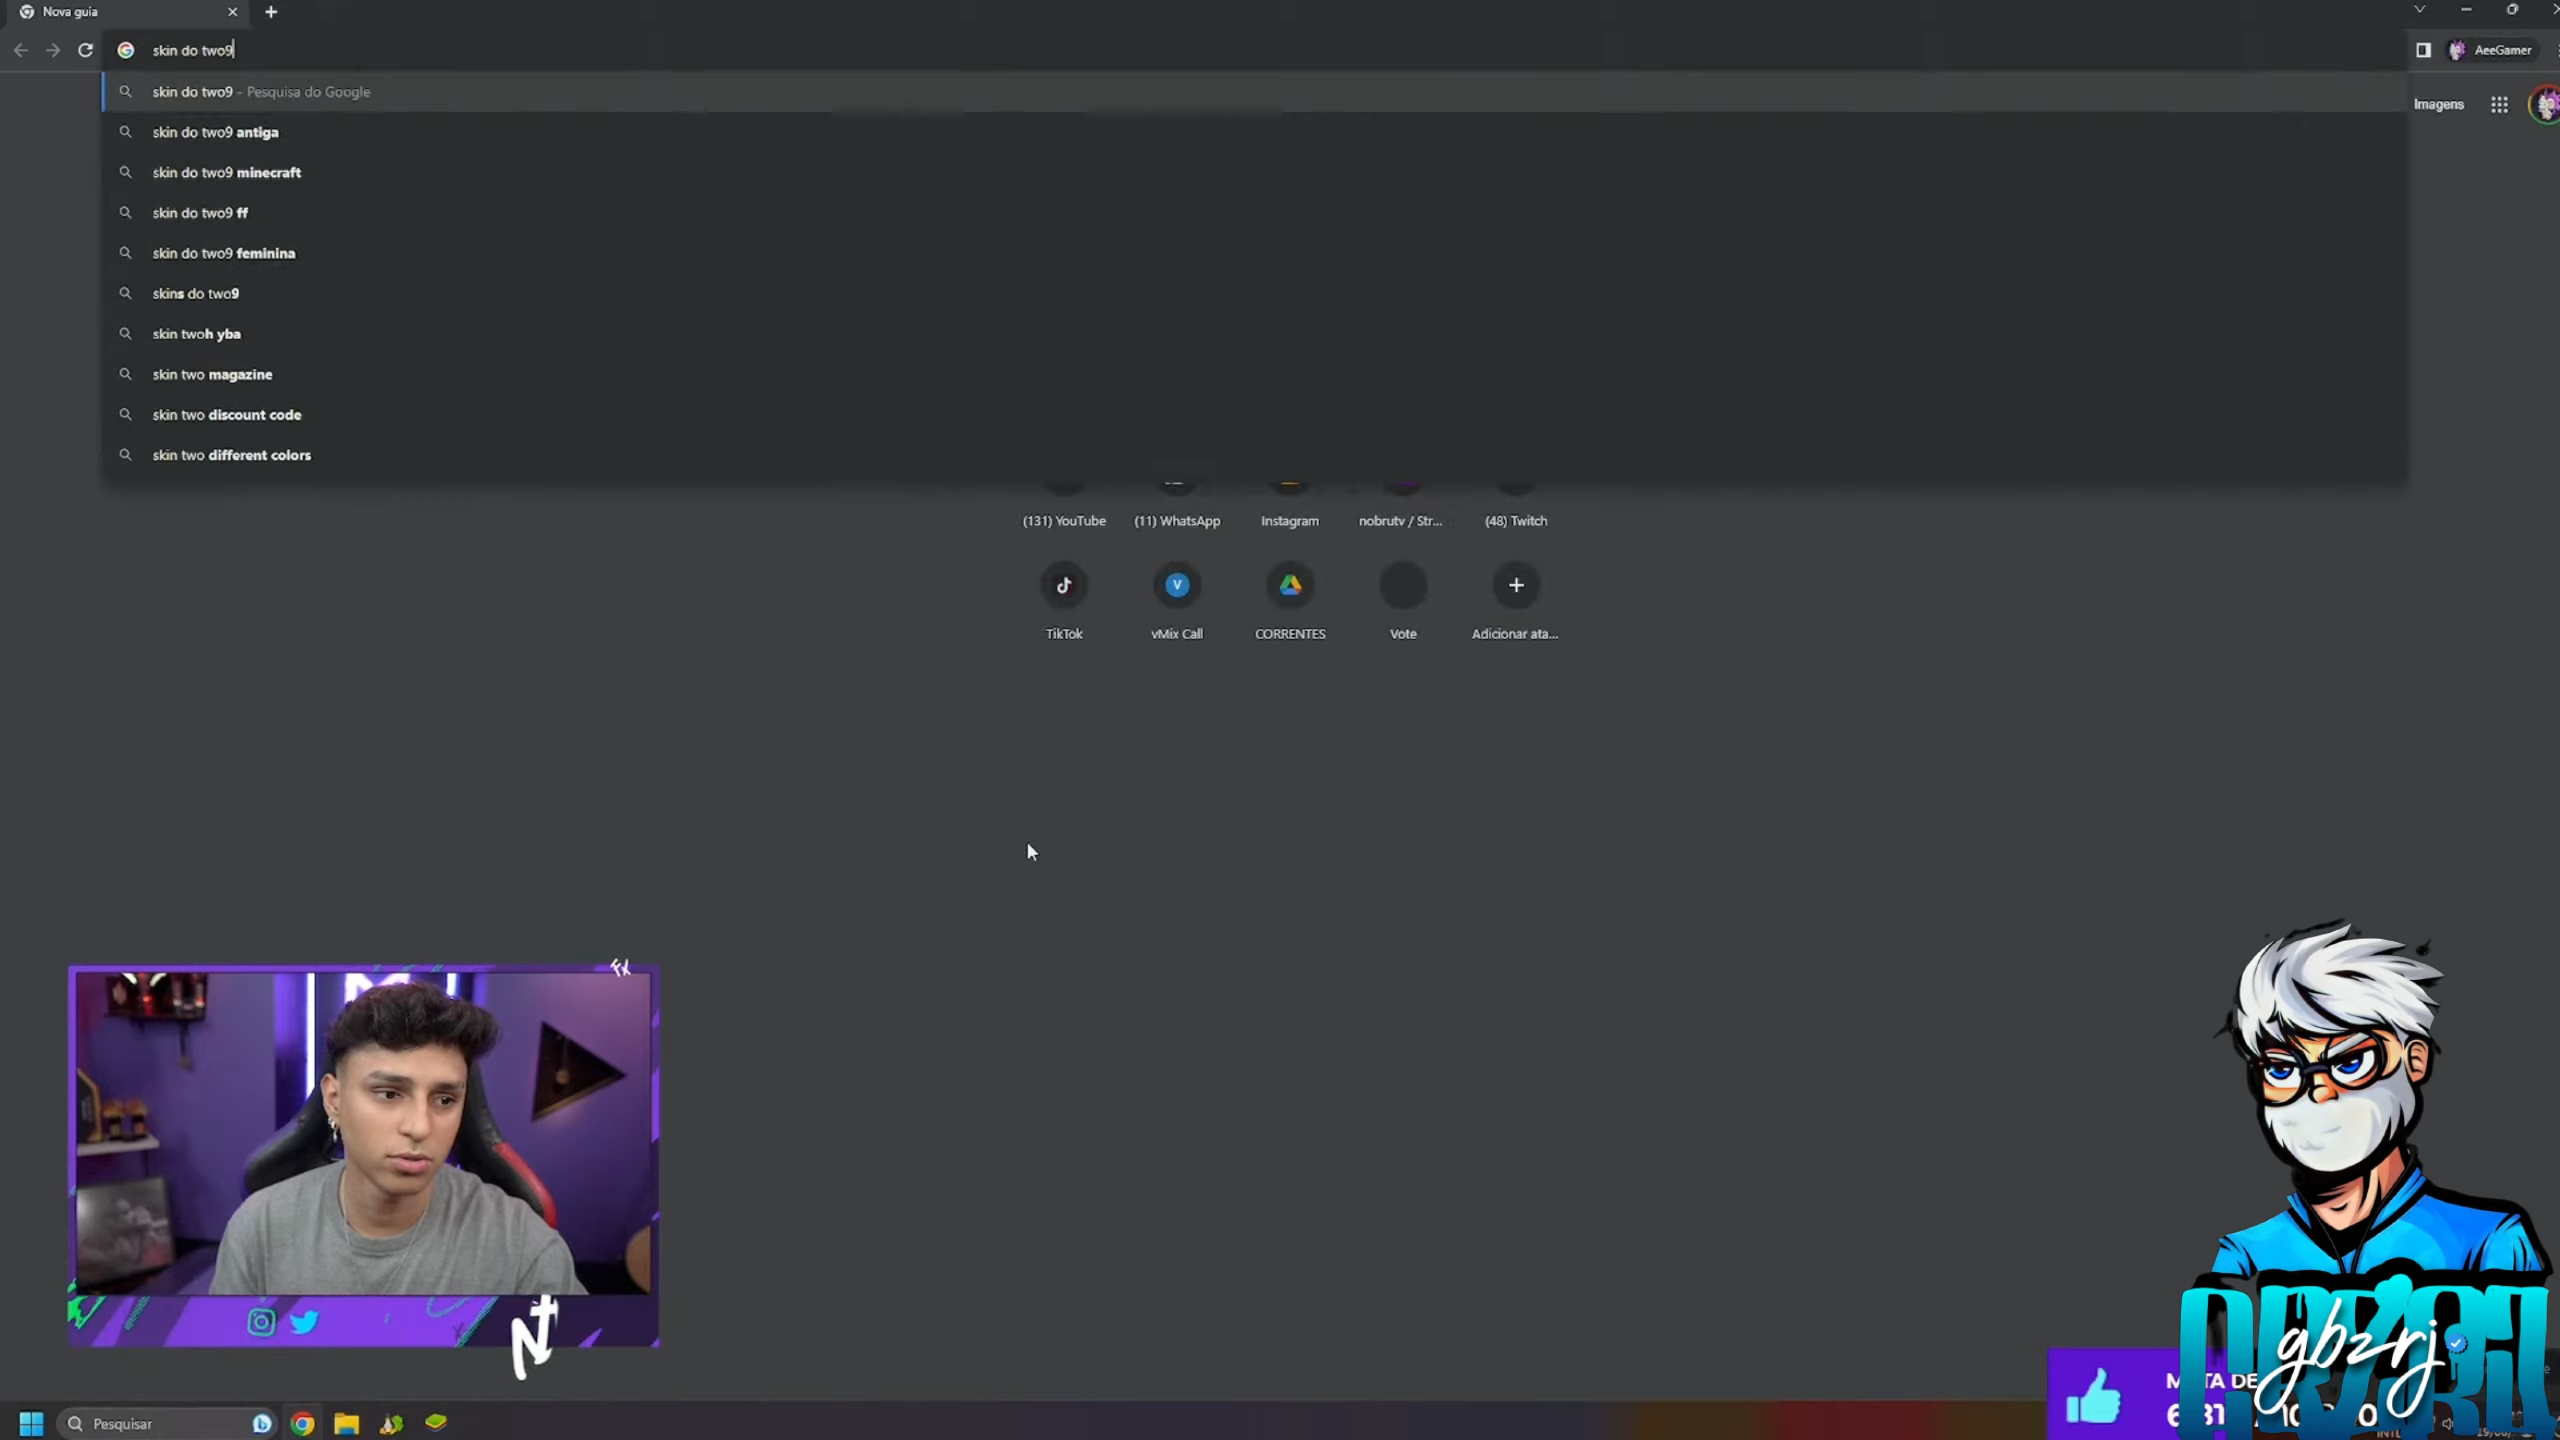 Nova guia
skin do two9
AeeGamer
skin do two9 - Pesquisa do Google
Imagens
skin do two9 antiga
skin do two9 minecraft
skin do two9 ff
skin do two9 feminina
skins do two9
skin twoh yba
skin two magazine
skin two discount code
skin two different colors
(131) YouTube
(11) WhatsApp
Instagram
nobrutv / Str...
(48) Twitch
V
TikTok
vMix Call
CORRENTES
Vote
Adicionar ata...
FX
N
gbzrj
Pesquisar